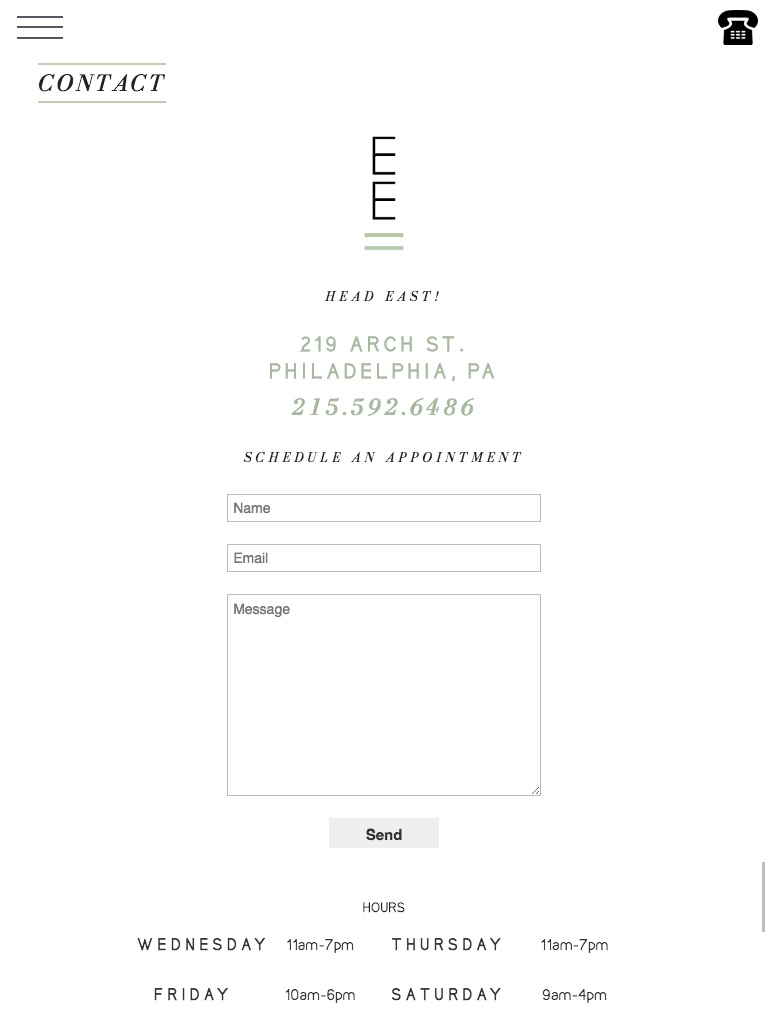 CONTACT
E
E
HEAD EAST!
219 ARCH ST.
PHILADELPHIA, PA
215.592.6486
SCHEDULE AN APPOINTMENT
Name
Email
Message
Send
HOURS
WEDNESDAY 11am-7pm THURSDAY 11am-7pm
FRIDAY 10am-6pm SATURDAY 9am-4pm